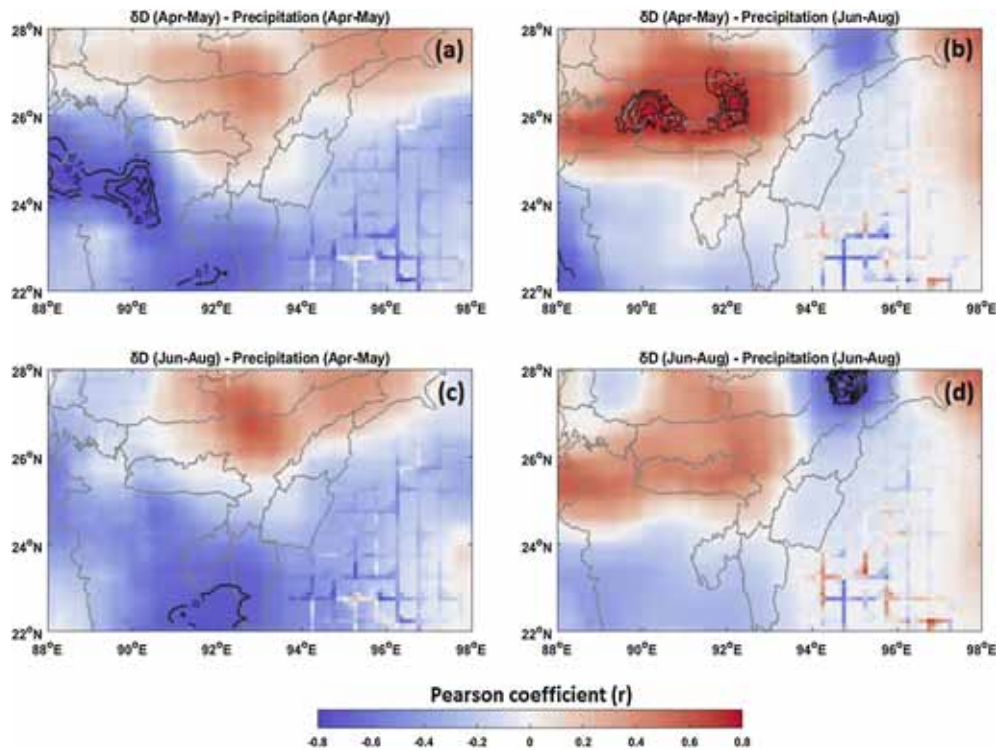 δD (Apr-May) - Precipitation (Apr-May)
28°N
26°N
24°N
22°N
88°E 90°E 92°E 94°E 96°E 98°E
(a)
δD (Apr-May) - Precipitation (Jun-Aug)
28°N
26°N
24°N
22°N
88°E 90°E 92°E 94°E 96°E 98°E
(b)
δD (Jun-Aug) - Precipitation (Apr-May)
28°N
26°N
24°N
22°N
88°E 90°E 92°E 94°E 96°E 98°E
(c)
δD (Jun-Aug) - Precipitation (Jun-Aug)
28°N
26°N
24°N
22°N
88°E 90°E 92°E 94°E 96°E 98°E
(d)
Pearson coefficient (r)
-0.8 -0.6 -0.4 -0.2 0 0.2 0.4 0.6 0.8